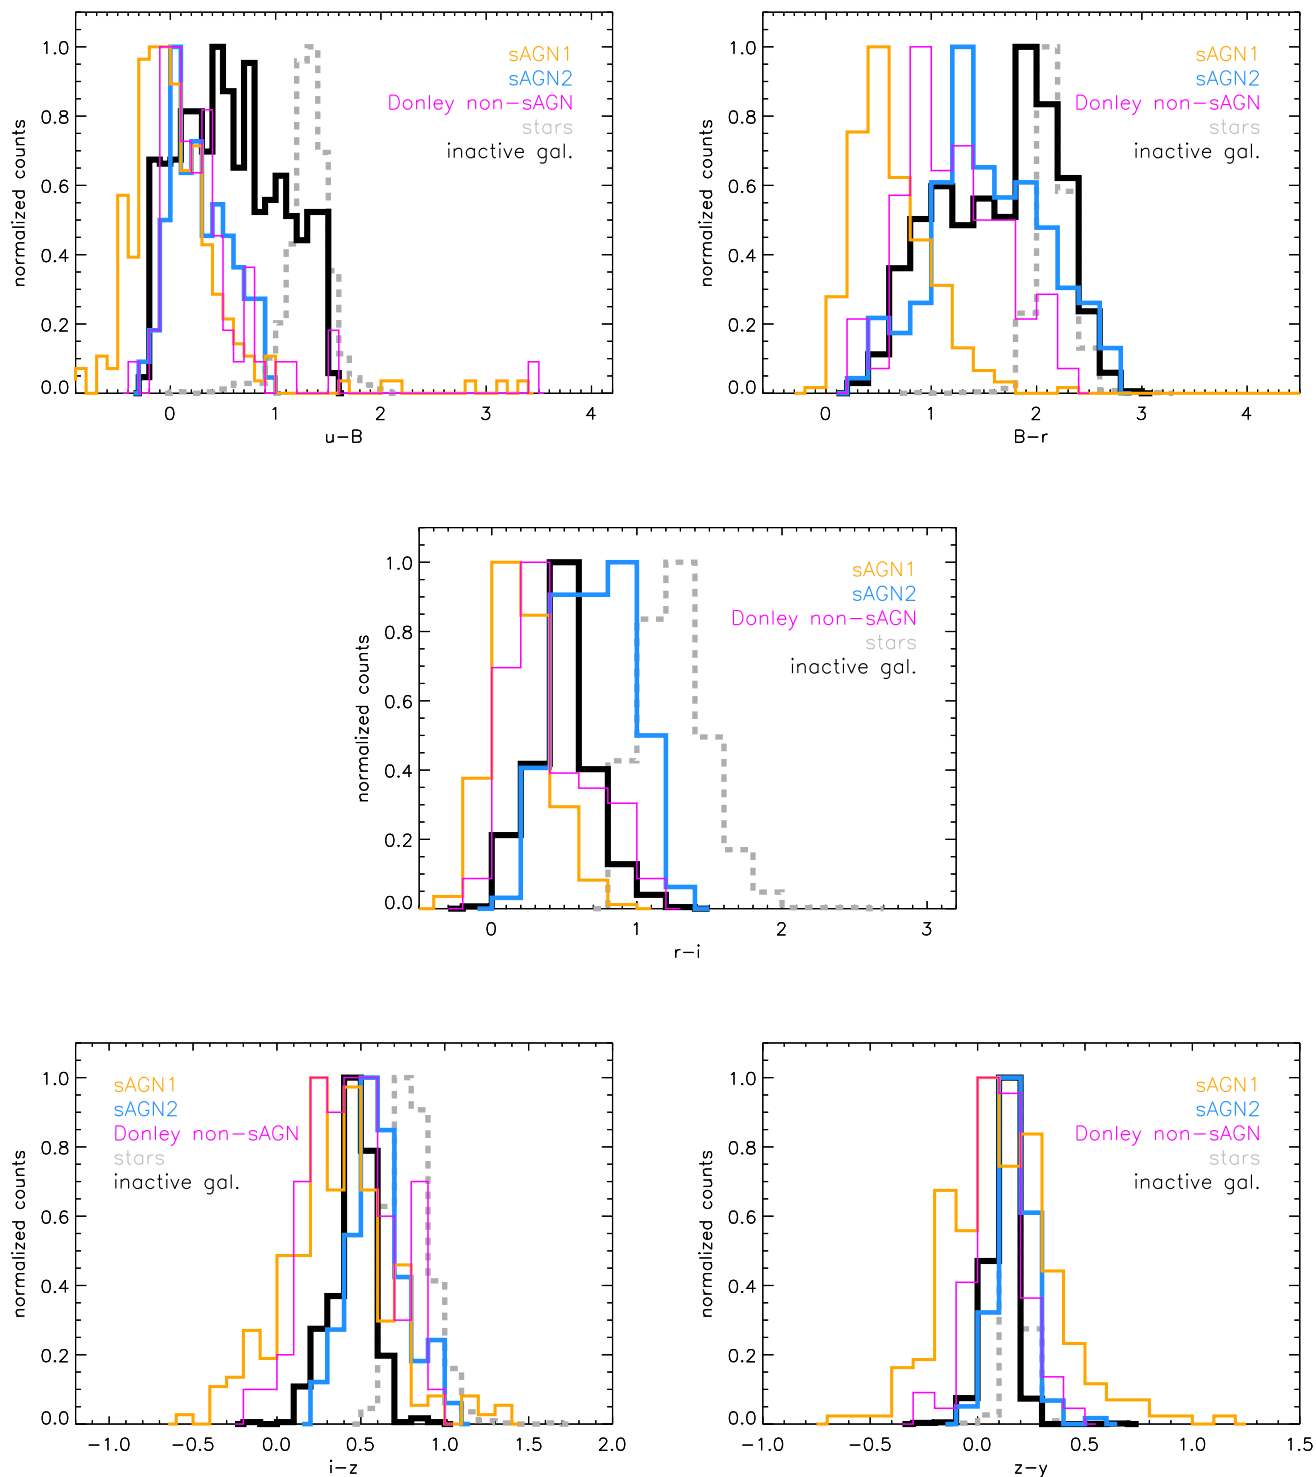 1.0
0.8
0.6
0.4
0.2
0.0
normalized counts
sAGN1
sAGN2
Donley non-sAGN
stars
inactive gal.
0 1 2 3 4
u-B
1.0
0.8
0.6
0.4
0.2
0.0
normalized counts
sAGN1
sAGN2
Donley non-sAGN
stars
inactive gal.
0 1 2 3 4
B-r
1.0
0.8
0.6
0.4
0.2
0.0
normalized counts
sAGN1
sAGN2
Donley non-sAGN
stars
inactive gal.
0 1 2 3
r-i
1.0
0.8
0.6
0.4
0.2
0.0
normalized counts
sAGN1
sAGN2
Donley non-sAGN
stars
inactive gal.
-1.0 -0.5 0.0 0.5 1.0 1.5 2.0
i-z
1.0
0.8
0.6
0.4
0.2
0.0
normalized counts
sAGN1
sAGN2
Donley non-sAGN
stars
inactive gal.
-1.0 -0.5 0.0 0.5 1.0 1.5
z-y